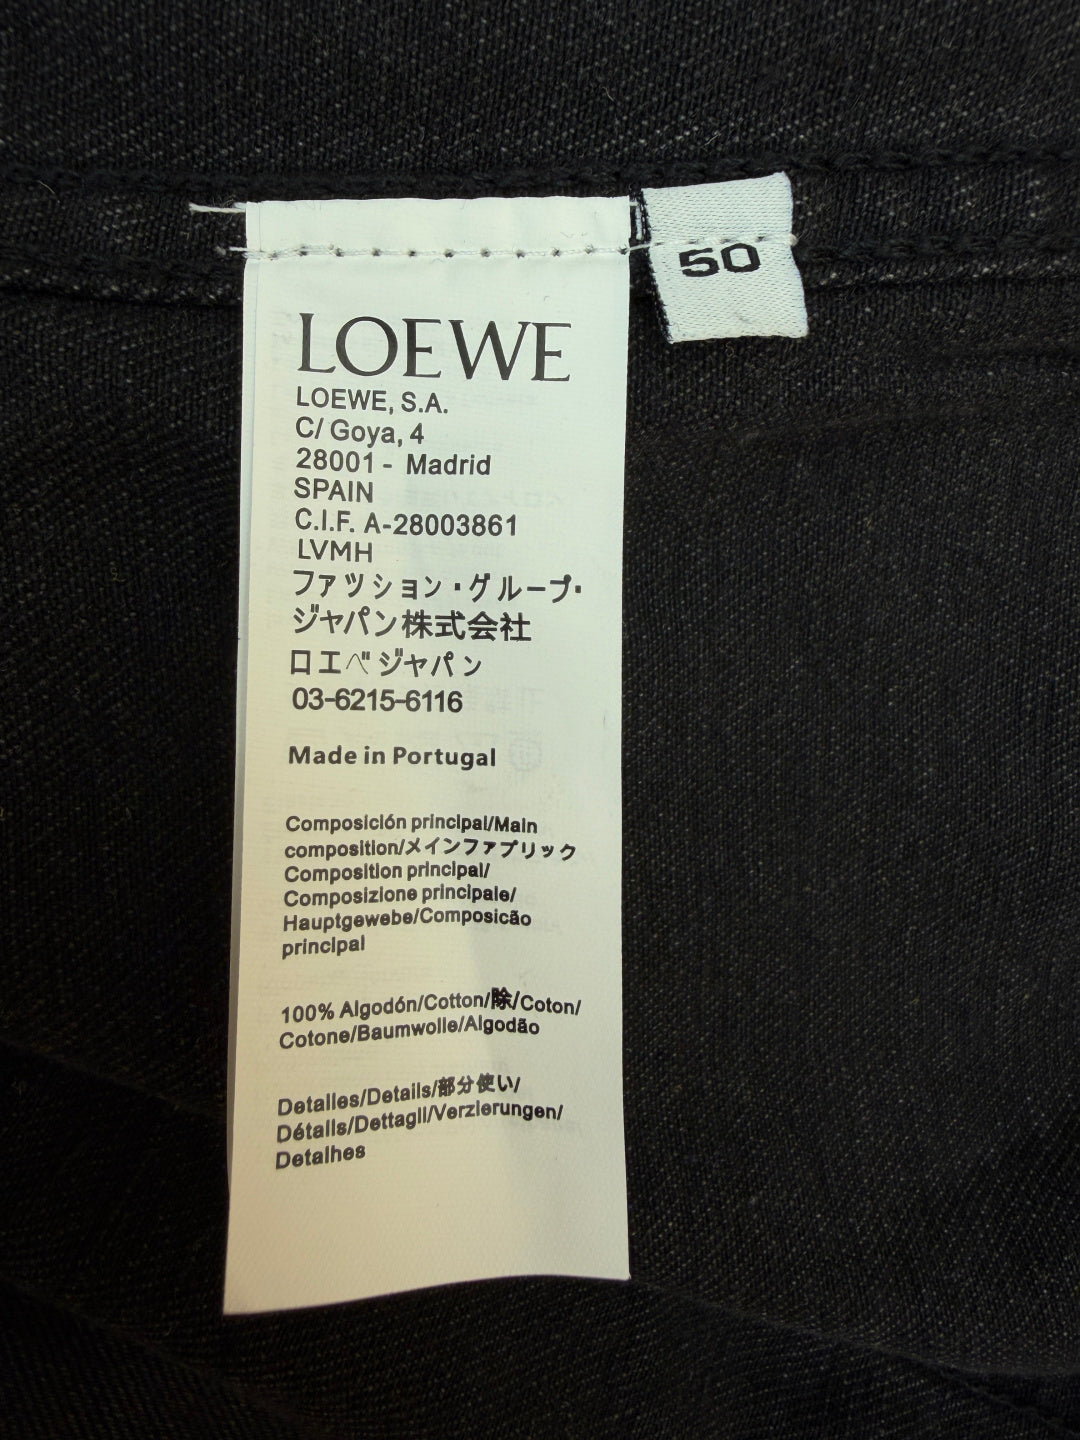 50
LOEWE
LOEWE, S.A.
C/ Goya, 4
28001 - Madrid
SPAIN
C.I.F. A-28003861
LVMH
ファッション・グループ・
ジャパン株式会社
ロエベジャパン
03-6215-6116
Made in Portugal
Composición principal/Main
composition/メインファブリック
Composition principal/
Composizione principale/
Hauptgewebe/Composicão
principal
100% Algodón/Cotton/除/Coton/
Cotone/Baumwolle/Algodão
Detalles/Details/部分使い/
Détails/Dettagli/Verzierungen/
Detalhes